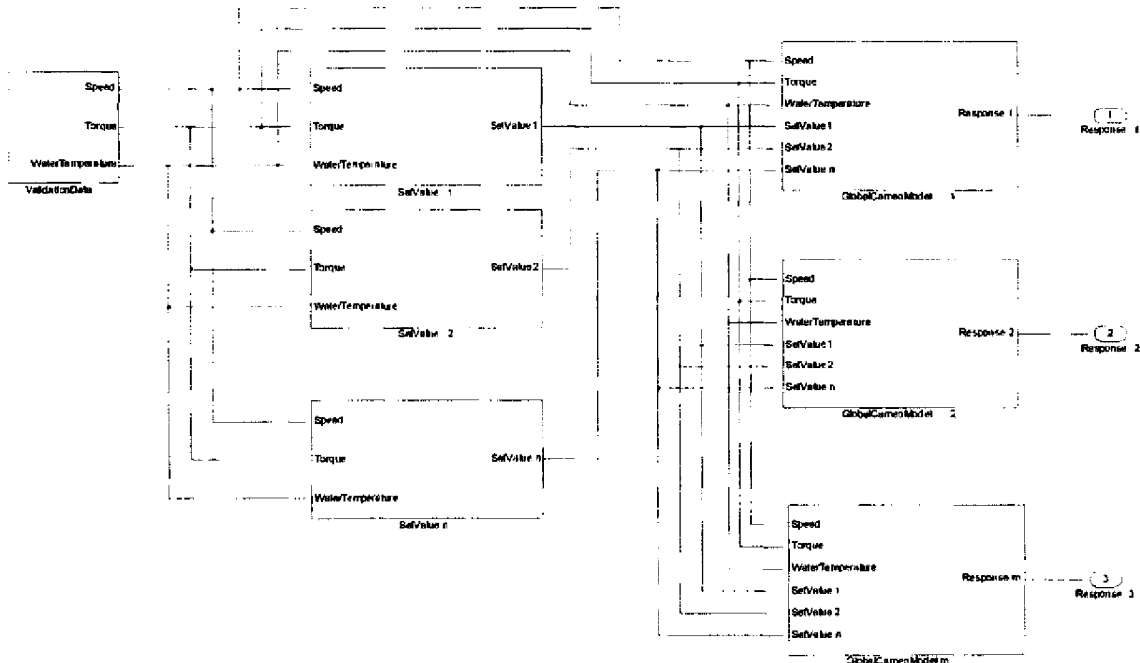 Speed
Torque
WaterTemperature
ValidationData
Speed
Torque
WaterTemperature
SetValue 1
SetValue 1
Speed
Torque
WaterTemperature
SetValue 2
SetValue 2
Speed
Torque
WaterTemperature
SetValue n
SetValue n
Speed
Torque
WaterTemperature
SetValue 1
SetValue 2
SetValue n
Response 1
GlobalCameoModel 1
1
Response 1
Speed
Torque
WaterTemperature
SetValue 1
SetValue 2
SetValue n
Response 2
GlobalCameoModel 2
2
Response 2
Speed
Torque
WaterTemperature
SetValue 1
SetValue 2
SetValue n
Response m
GlobalCameoModel m
3
Response 3